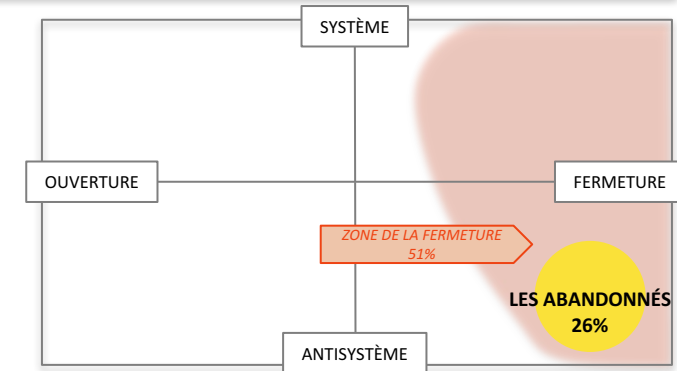 SYSTÈME
OUVERTURE
FERMETURE
ZONE DE LA FERMETURE
51%
LES ABANDONNÉS
26%
ANTISYSTÈME